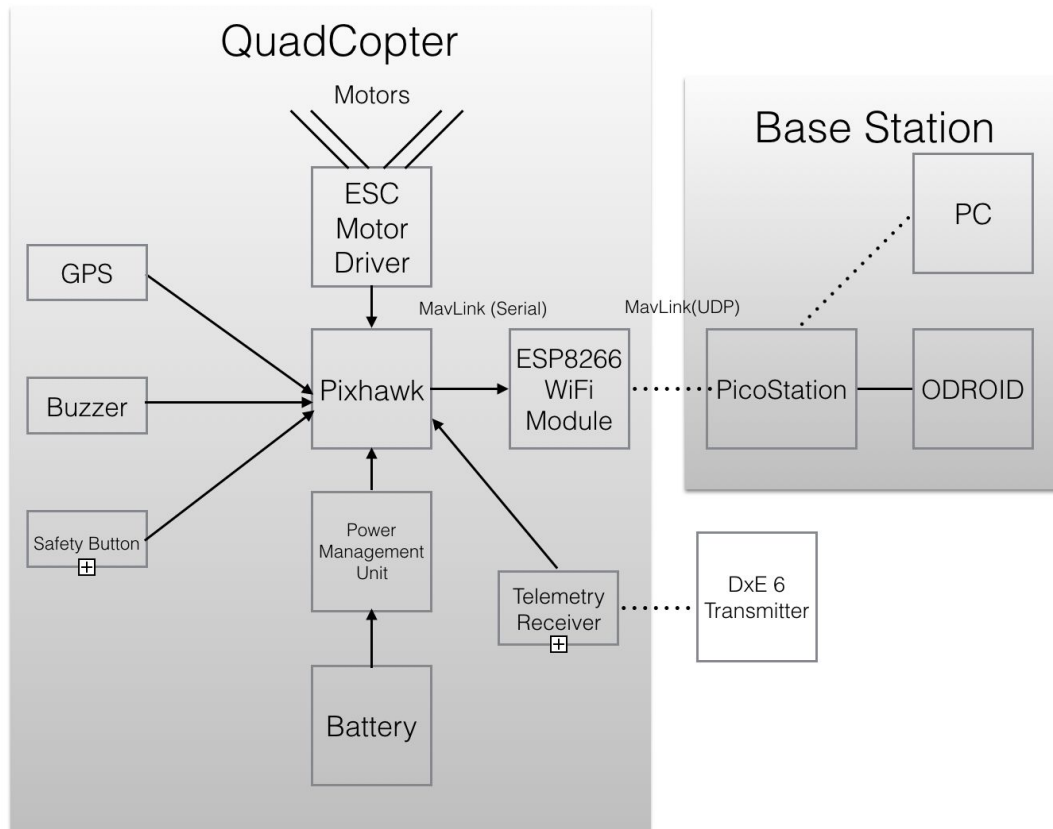 QuadCopter
Motors
ESC
Motor
Driver
GPS
MavLink (Serial)
Pixhawk
ESP8266
WiFi
Module
Buzzer
Safety Button
Power
Management
Unit
Telemetry
Receiver
Battery
Base Station
PC
MavLink(UDP)
PicoStation
ODROID
DxE 6
Transmitter